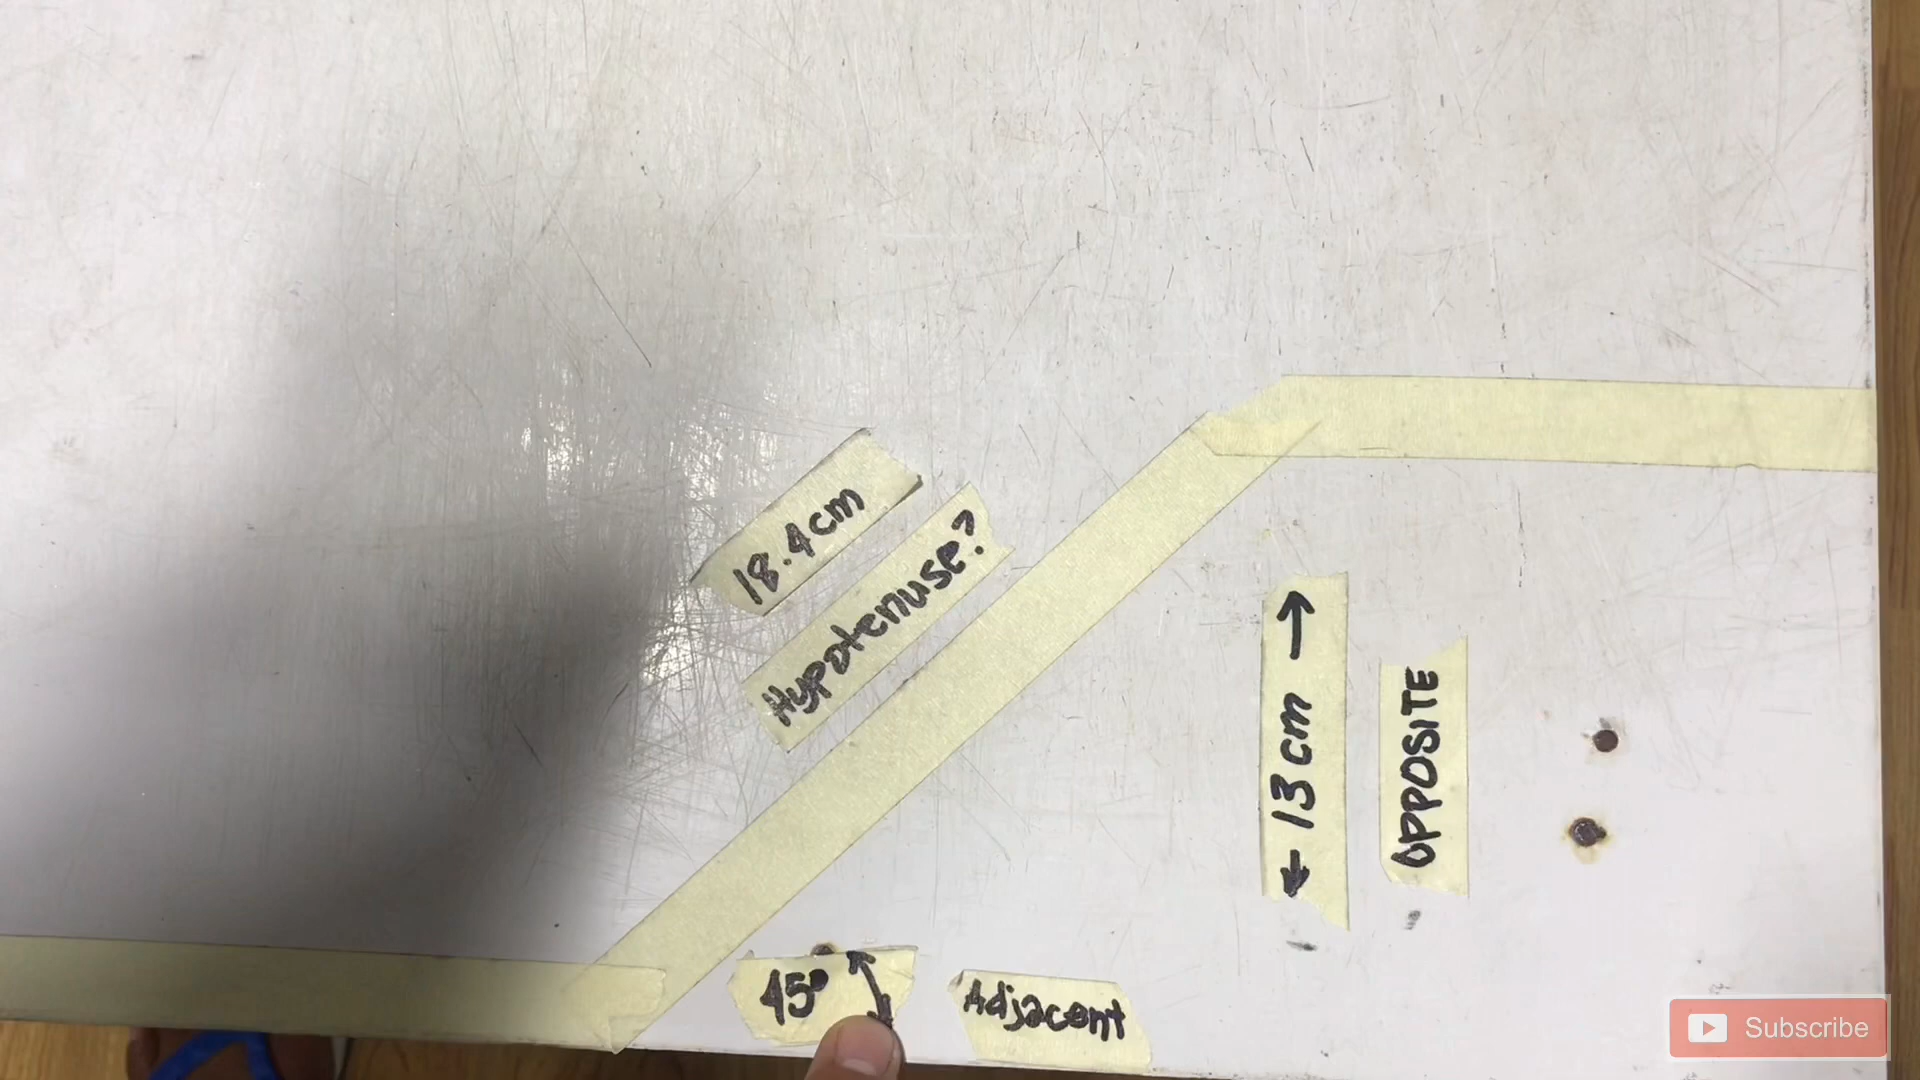 18.4cm
Hypotenuse?
← 13cm →
OPPOSITE
45°
Adjacent
Subscribe